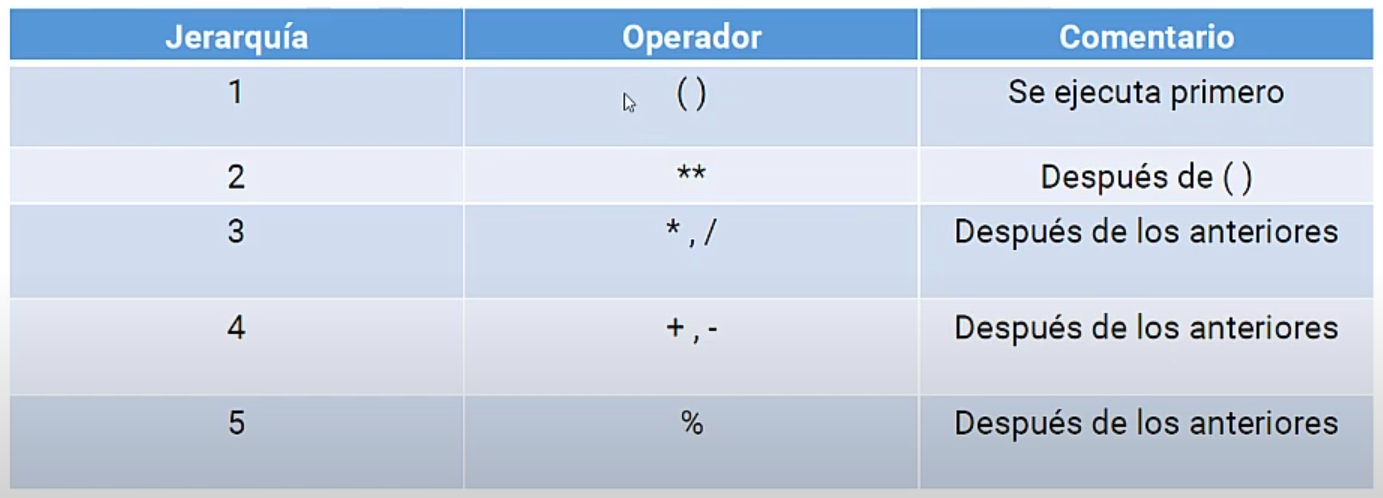 Jerarquía Operador Comentario
1 ( ) Se ejecuta primero
2 ** Después de ( )
3 * , / Después de los anteriores
4 + , - Después de los anteriores
5 % Después de los anteriores